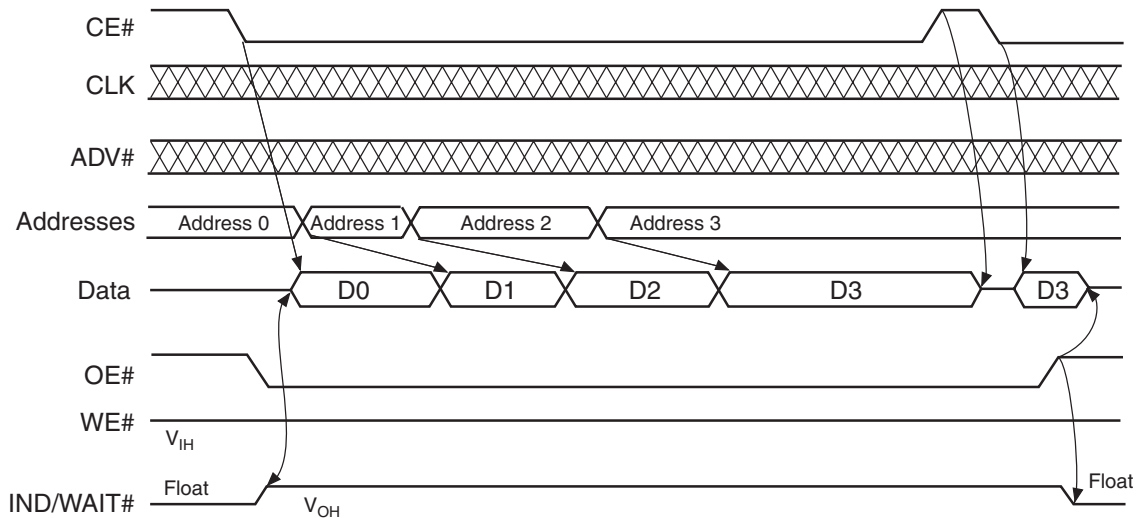 CE#
CLK
ADV#
Addresses Address 0 Address 1 Address 2 Address 3
Data D0 D1 D2 D3 D3
OE#
WE#
VIH
IND/WAIT# Float VOH Float